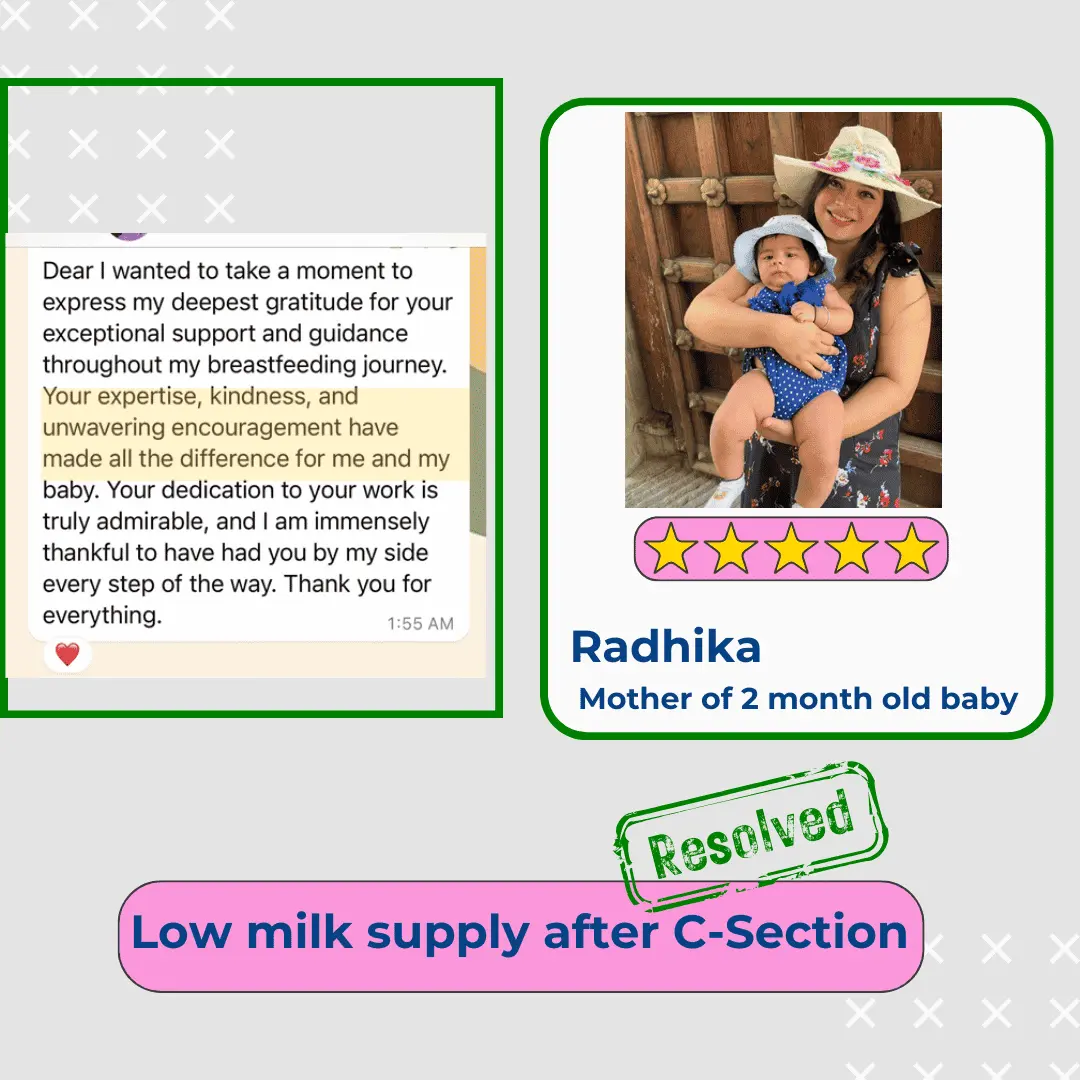 Dear I wanted to take a moment to
express my deepest gratitude for your
exceptional support and guidance
throughout my breastfeeding journey.
Your expertise, kindness, and
unwavering encouragement have
made all the difference for me and my
baby. Your dedication to your work is
truly admirable, and I am immensely
thankful to have had you by my side
every step of the way. Thank you for
everything.
1:55 AM
Radhika
Mother of 2 month old baby
Resolved
Low milk supply after C-Section